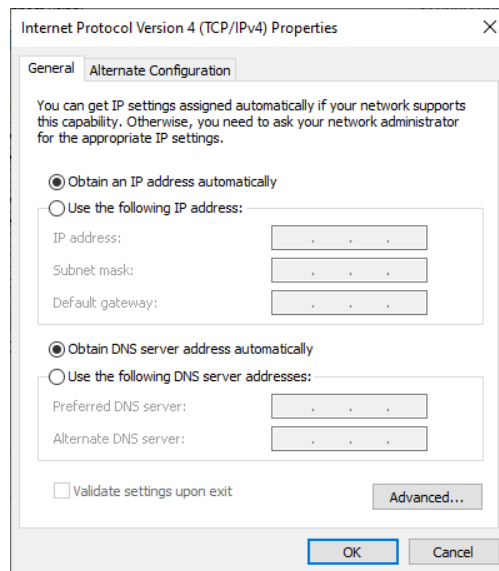 Internet Protocol Version 4 (TCP/IPv4) Properties
General
Alternate Configuration
You can get IP settings assigned automatically if your network supports
this capability. Otherwise, you need to ask your network administrator
for the appropriate IP settings.
Obtain an IP address automatically
Use the following IP address:
IP address:
Subnet mask:
Default gateway:
Obtain DNS server address automatically
Use the following DNS server addresses:
Preferred DNS server:
Alternate DNS server:
Validate settings upon exit
Advanced...
OK
Cancel